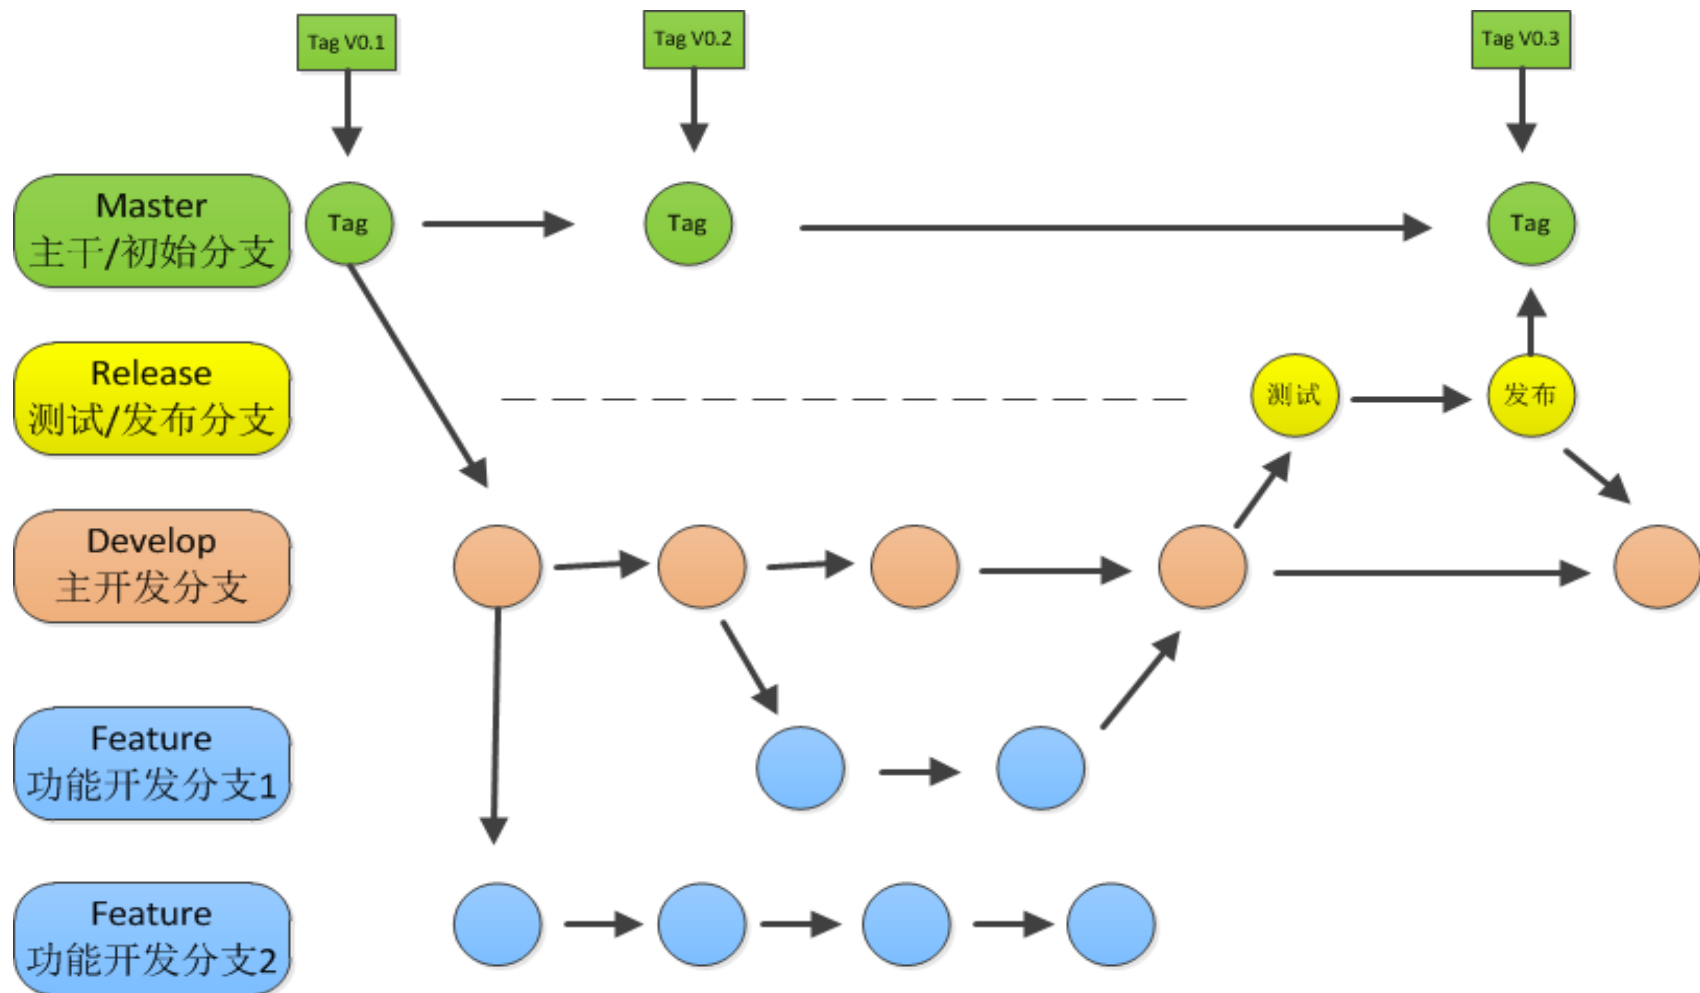 Tag V0.1
Tag V0.2
Tag V0.3
Master
主干/初始分支
Tag
Tag
Tag
Release
测试/发布分支
测试
发布
Develop
主开发分支
Feature
功能开发分支1
Feature
功能开发分支2